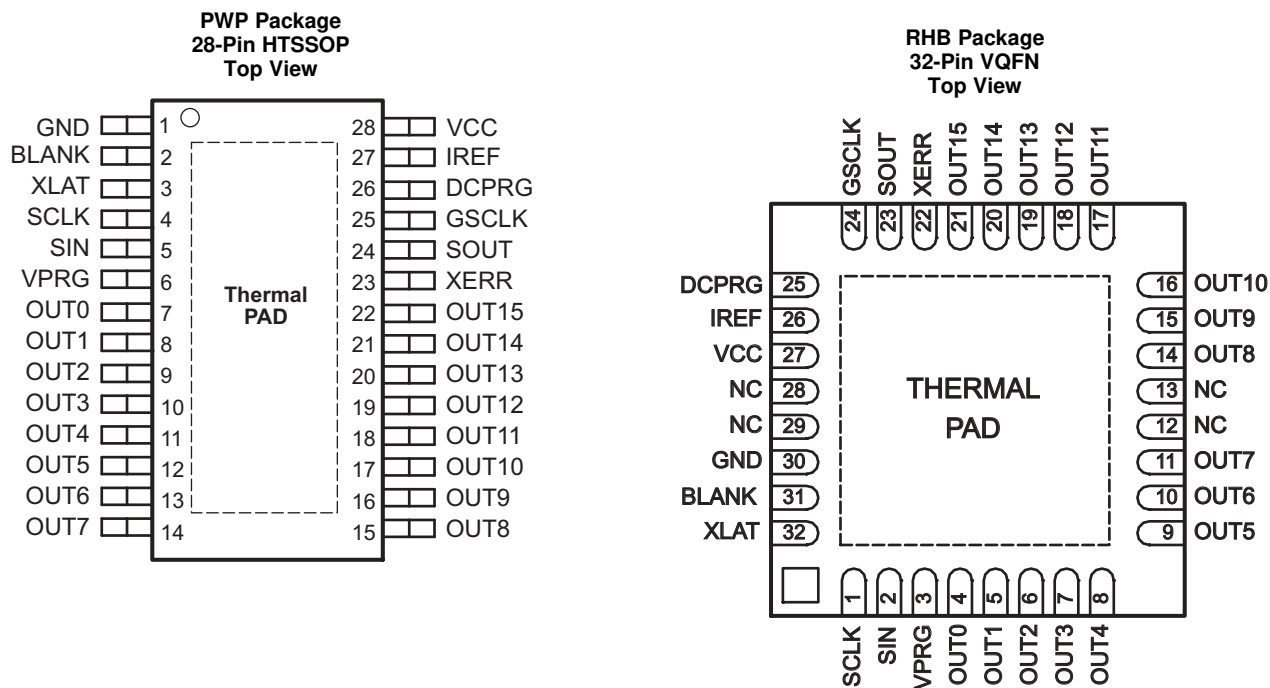 PWP Package
28-Pin HTSSOP
Top View
GND 1
BLANK 2
XLAT 3
SCLK 4
SIN 5
VPRG 6
OUT0 7
OUT1 8
OUT2 9
OUT3 10
OUT4 11
OUT5 12
OUT6 13
OUT7 14
Thermal
PAD
28 VCC
27 IREF
26 DCPRG
25 GSCLK
24 SOUT
23 XERR
22 OUT15
21 OUT14
20 OUT13
19 OUT12
18 OUT11
17 OUT10
16 OUT9
15 OUT8
RHB Package
32-Pin VQFN
Top View
GSCLK 24
SOUT 23
XERR 22
OUT15 21
OUT14 20
OUT13 19
OUT12 18
OUT11 17
DCPRG 25
IREF 26
VCC 27
NC 28
NC 29
GND 30
BLANK 31
XLAT 32
THERMAL
PAD
16 OUT10
15 OUT9
14 OUT8
13 NC
12 NC
11 OUT7
10 OUT6
9 OUT5
SCLK 1
SIN 2
VPRG 3
OUT0 4
OUT1 5
OUT2 6
OUT3 7
OUT4 8